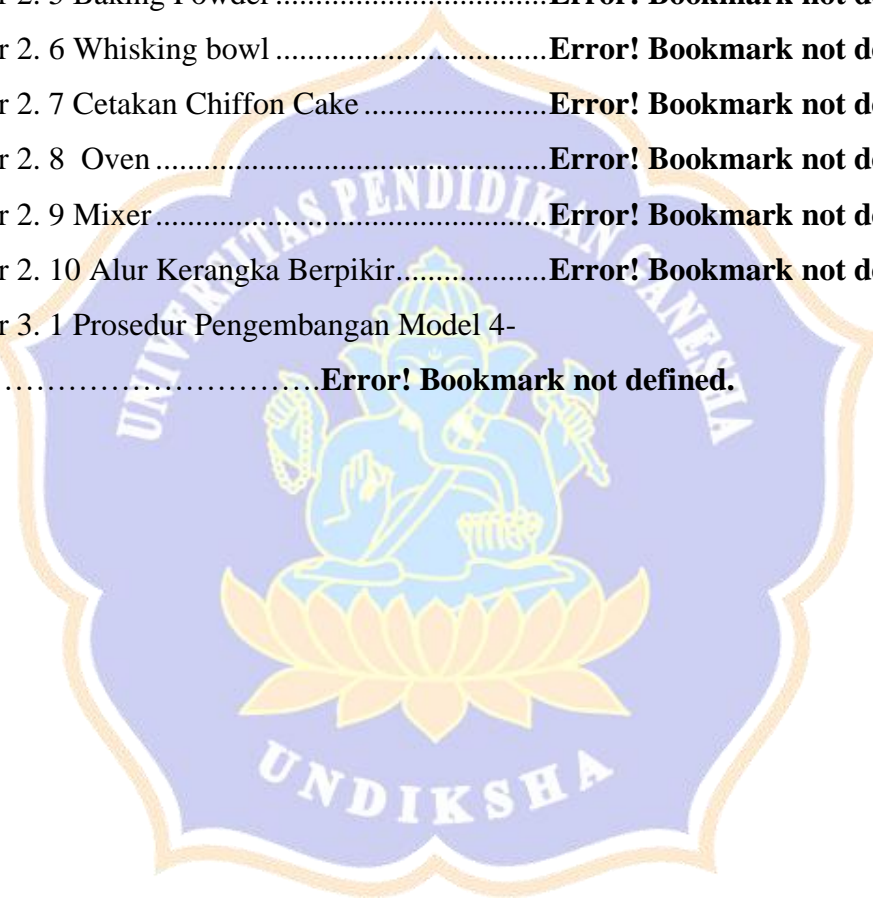 r 2. 5 Baking Powder ..................................Error! Bookmark not de
r 2. 6 Whisking bowl ..................................Error! Bookmark not de
r 2. 7 Cetakan Chiffon Cake .......................Error! Bookmark not de
r 2. 8 Oven .................................................Error! Bookmark not de
r 2. 9 Mixer .................................................Error! Bookmark not de
r 2. 10 Alur Kerangka Berpikir...................Error! Bookmark not de
r 3. 1 Prosedur Pengembangan Model 4-
................................Error! Bookmark not defined.
UNIVERSITAS PENDIDIKAN GANESHA
UNDIKSHA